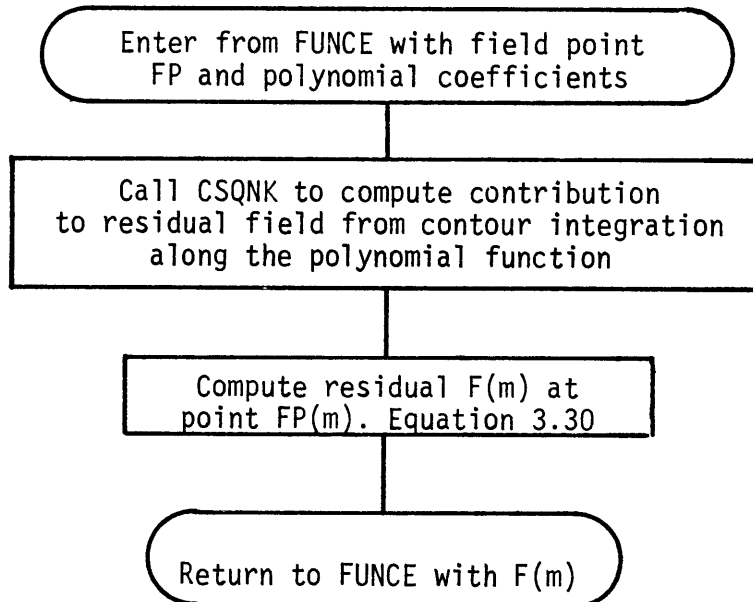 Enter from FUNCE with field point
FP and polynomial coefficients
Call CSQNK to compute contribution
to residual field from contour integration
along the polynomial function
Compute residual F(m) at
point FP(m). Equation 3.30
Return to FUNCE with F(m)